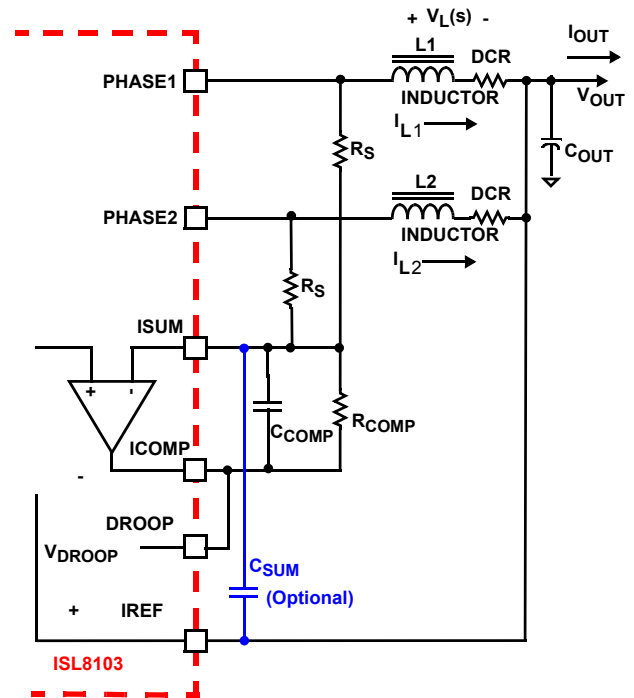 + VL(s) -
IOUT
L1
DCR
PHASE1
INDUCTOR
VOUT
IL1
COUT
RS
L2
DCR
PHASE2
INDUCTOR
IL2
RS
ISUM
+ -
CCOMP
RCOMP
ICOMP
-
DROOP
VDROOP
CSUM
(Optional)
+
IREF
ISL8103